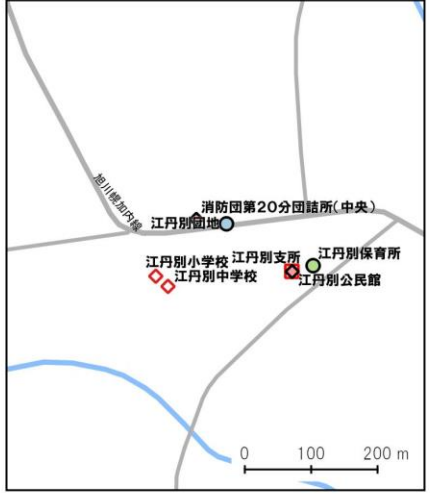 旭川幌加内線
消防団第20分団詰所(中央)
江丹別団地
江丹別小学校
江丹別支所
江丹別保育所
江丹別中学校
江丹別公民館
0 100 200 m